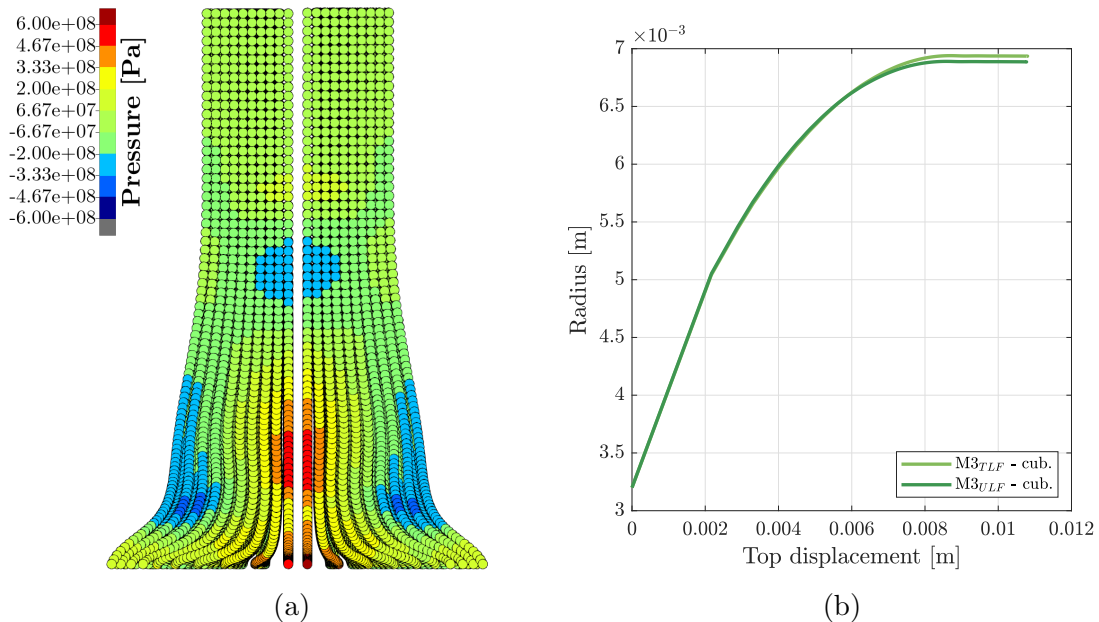 6.00e+08
4.67e+08
3.33e+08
2.00e+08
6.67e+07
-6.67e+07
-2.00e+08
-3.33e+08
-4.67e+08
-6.00e+08
Pressure [Pa]
(a)
×10⁻³
7
6.5
6
5.5
5
4.5
4
3.5
3
Radius [m]
0
0.002
0.004
0.006
0.008
0.01
0.012
Top displacement [m]
M3_TLF - cub.
M3_ULF - cub.
(b)